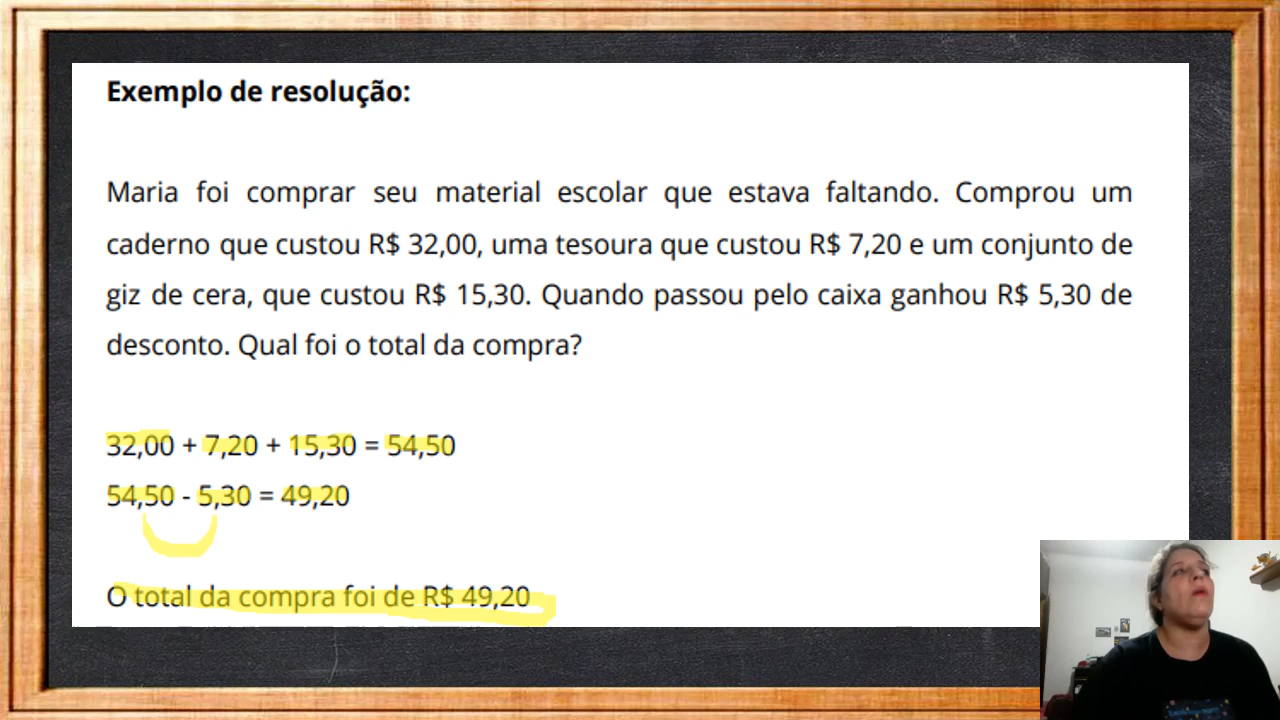 Exemplo de resolução:
Maria foi comprar seu material escolar que estava faltando. Comprou um
caderno que custou R$ 32,00, uma tesoura que custou R$ 7,20 e um conjunto de
giz de cera, que custou R$ 15,30. Quando passou pelo caixa ganhou R$ 5,30 de
desconto. Qual foi o total da compra?
32,00 + 7,20 + 15,30 = 54,50
54,50 - 5,30 = 49,20
O total da compra foi de R$ 49,20